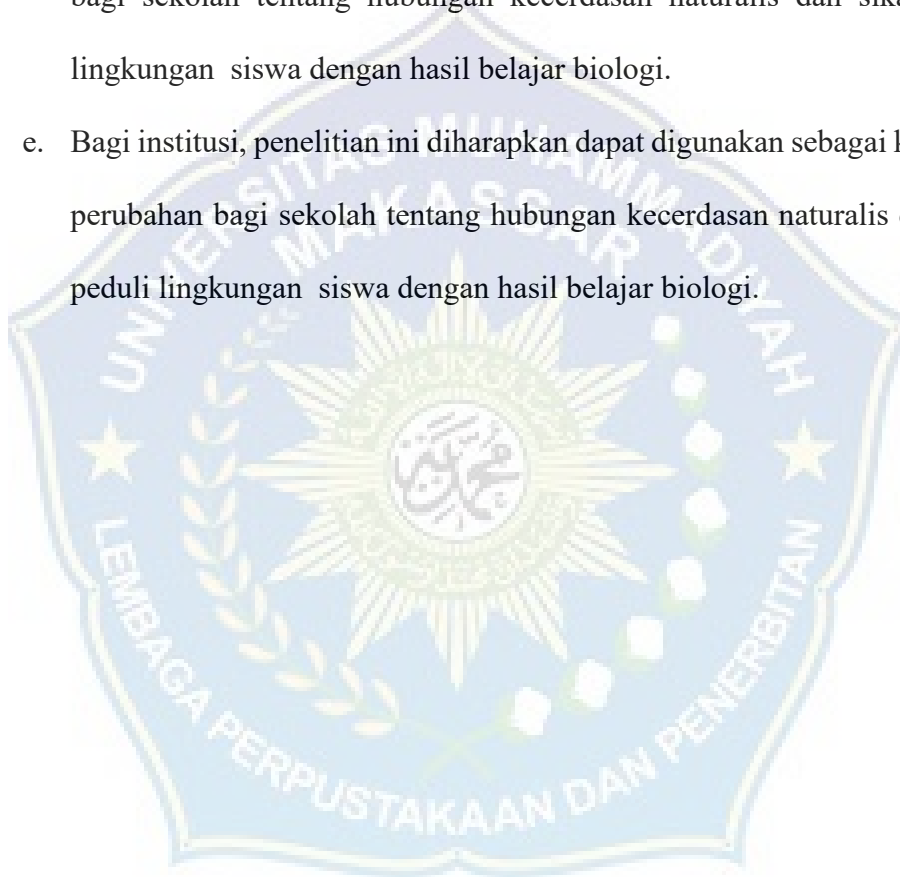 bagi sekolah tentang hubungan kecerdasan naturalis dan
lingkungan siswa dengan hasil belajar biologi.
e. Bagi institusi, penelitian ini diharapkan dapat digunakan sebagai
perubahan bagi sekolah tentang hubungan kecerdasan naturalis
peduli lingkungan siswa dengan hasil belajar biologi.
UNIVERSITAS MUHAMMADIYAH
MAKASSAR
LEMBAGA PERPUSTAKAAN DAN PENERBITAN